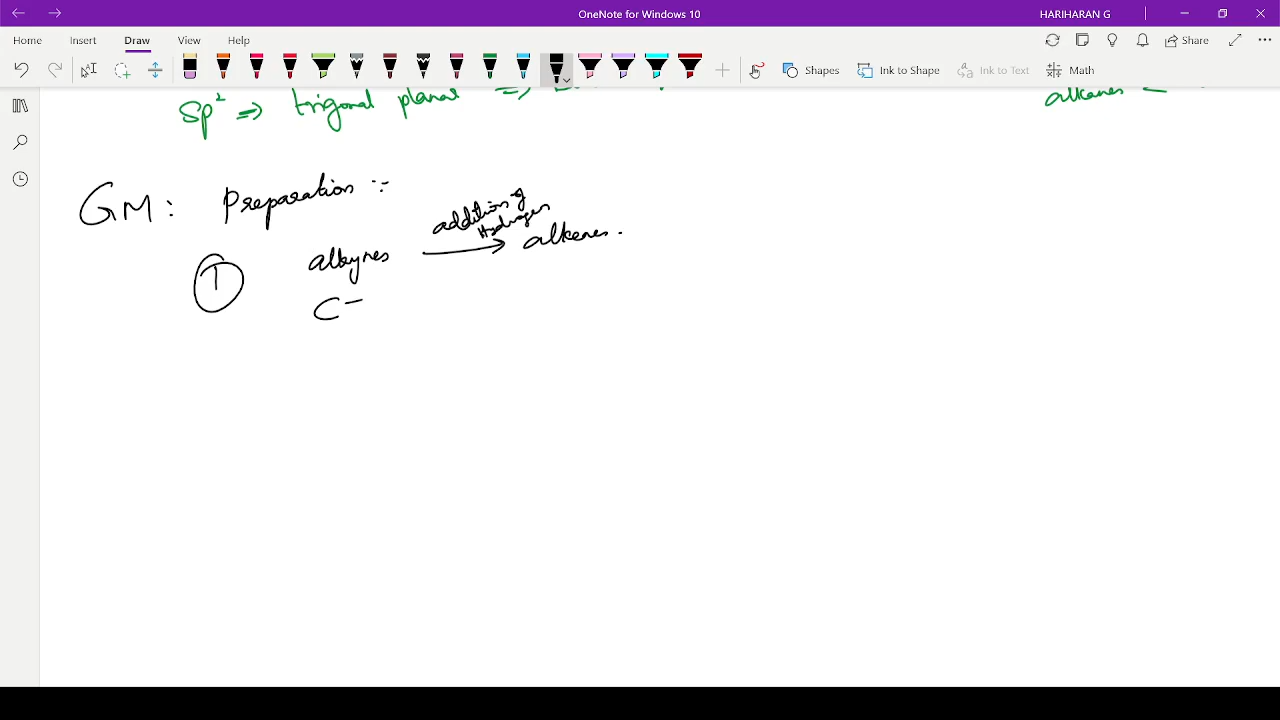 OneNote for Windows 10
HARIHARAN G
Home Insert Draw View Help
Share
Shapes Ink to Shape Ink to Text Math
Sp² ⇒ trigonal planar ⇒
alkanes
GM: Preparation :-
addition of
Hydrogen
① alkynes → alkenes.
C